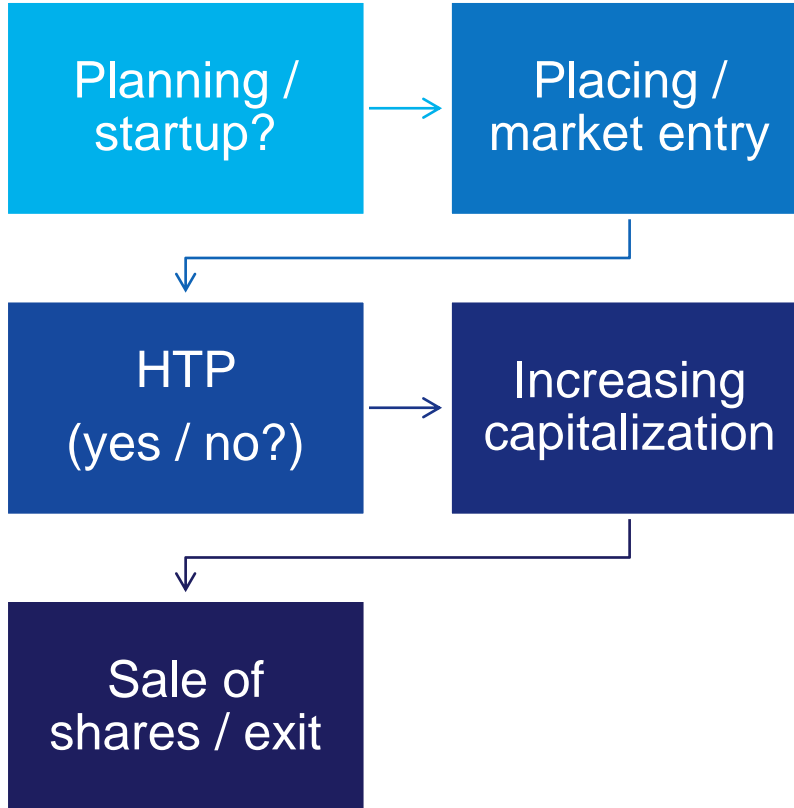 Planning /
startup?
Placing /
market entry
HTP
(yes / no?)
Increasing
capitalization
Sale of
shares / exit